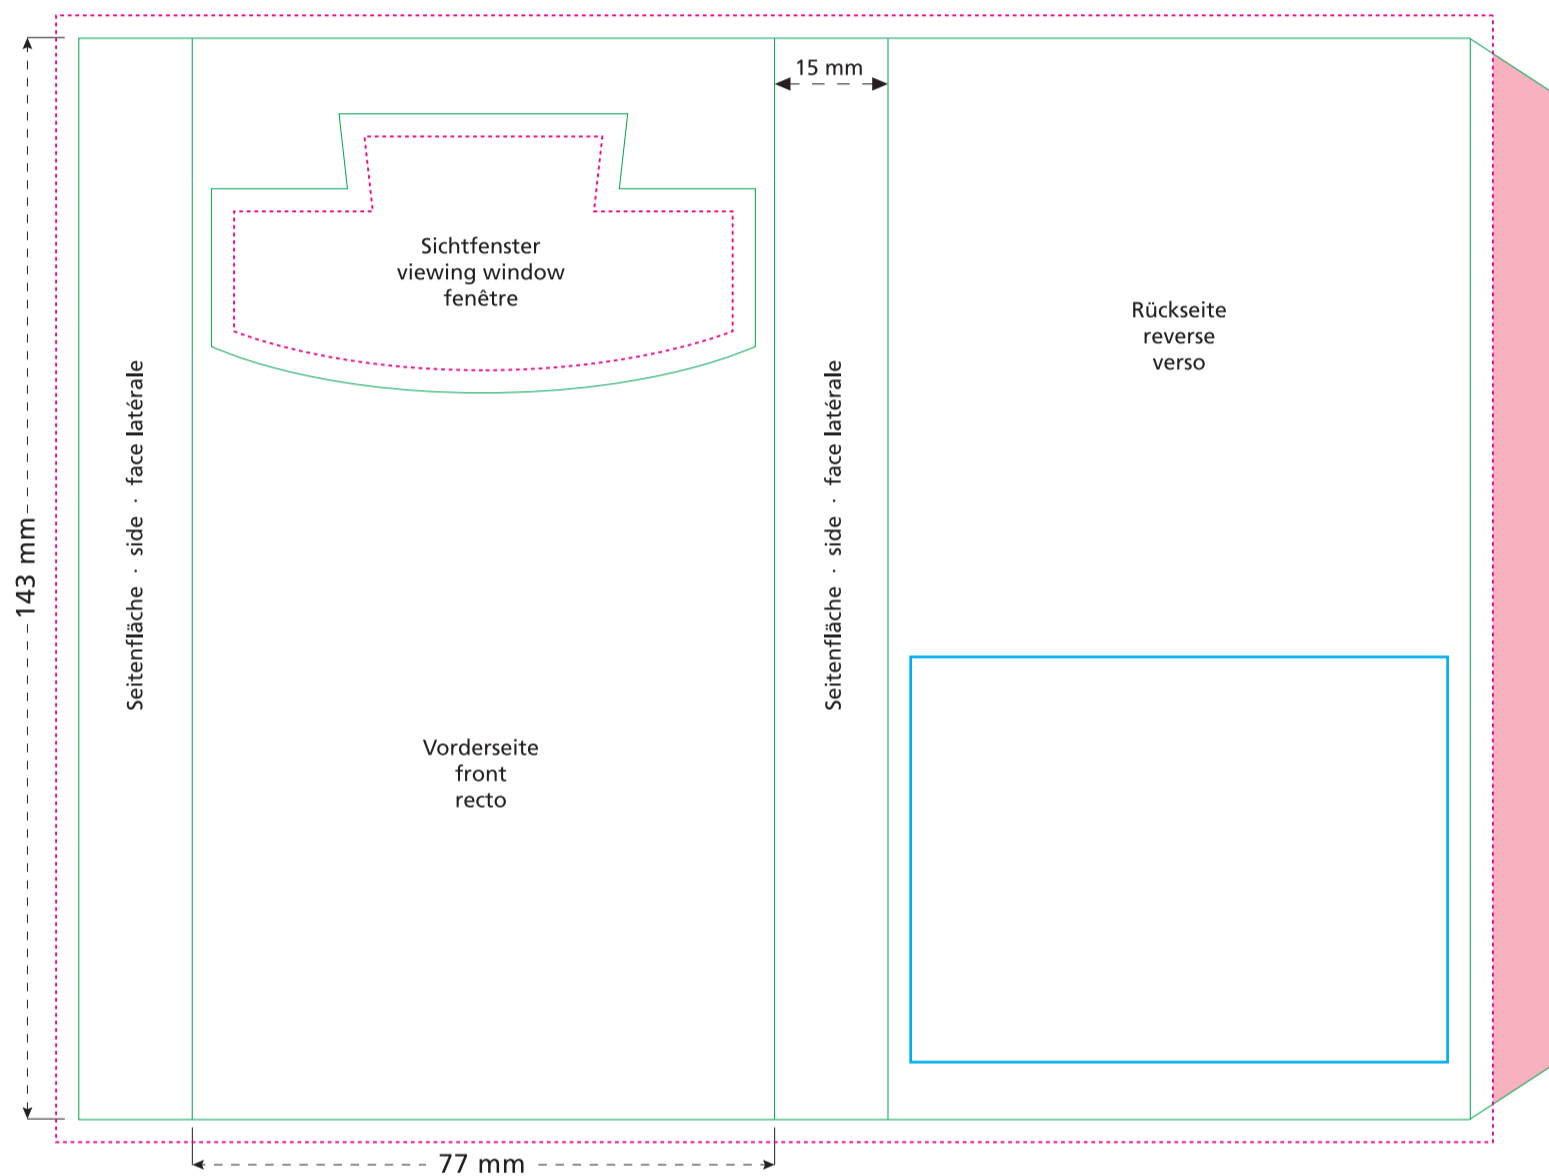 15 mm
Sichtfenster
viewing window
fenêtre
Rückseite
reverse
verso
143 mm
Seitenfläche · side · face latérale
Seitenfläche · side · face latérale
Vorderseite
front
recto
77 mm